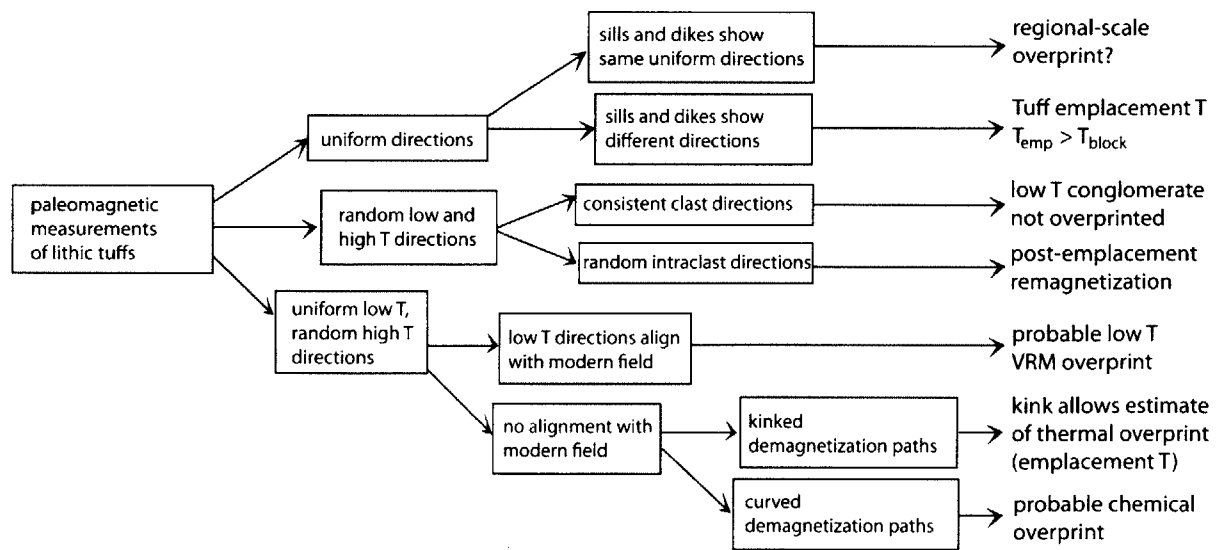 paleomagnetic
measurements
of lithic tuffs
uniform directions
sills and dikes show
same uniform directions
regional-scale
overprint?
sills and dikes show
different directions
Tuff emplacement T
Temp > Tblock
random low and
high T directions
consistent clast directions
low T conglomerate
not overprinted
random intraclast directions
post-emplacement
remagnetization
uniform low T,
random high T
directions
low T directions align
with modern field
probable low T
VRM overprint
no alignment with
modern field
kinked
demagnetization paths
kink allows estimate
of thermal overprint
(emplacement T)
curved
demagnetization paths
probable chemical
overprint